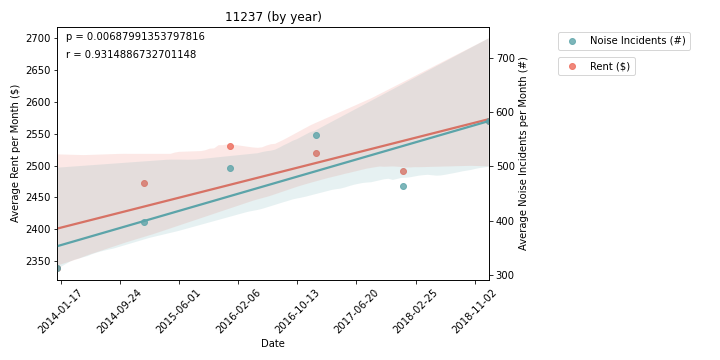 11237 (by year)
p = 0.00687991353797816
r = 0.9314886732701148
2700
2650
2600
2550
2500
2450
2400
2350
Average Rent per Month ($)
700
600
500
400
300
Average Noise Incidents per Month (#)
Noise Incidents (#)
Rent ($)
2014-01-17
2014-09-24
2015-06-01
2016-02-06
2016-10-13
2017-06-20
2018-02-25
2018-11-02
Date